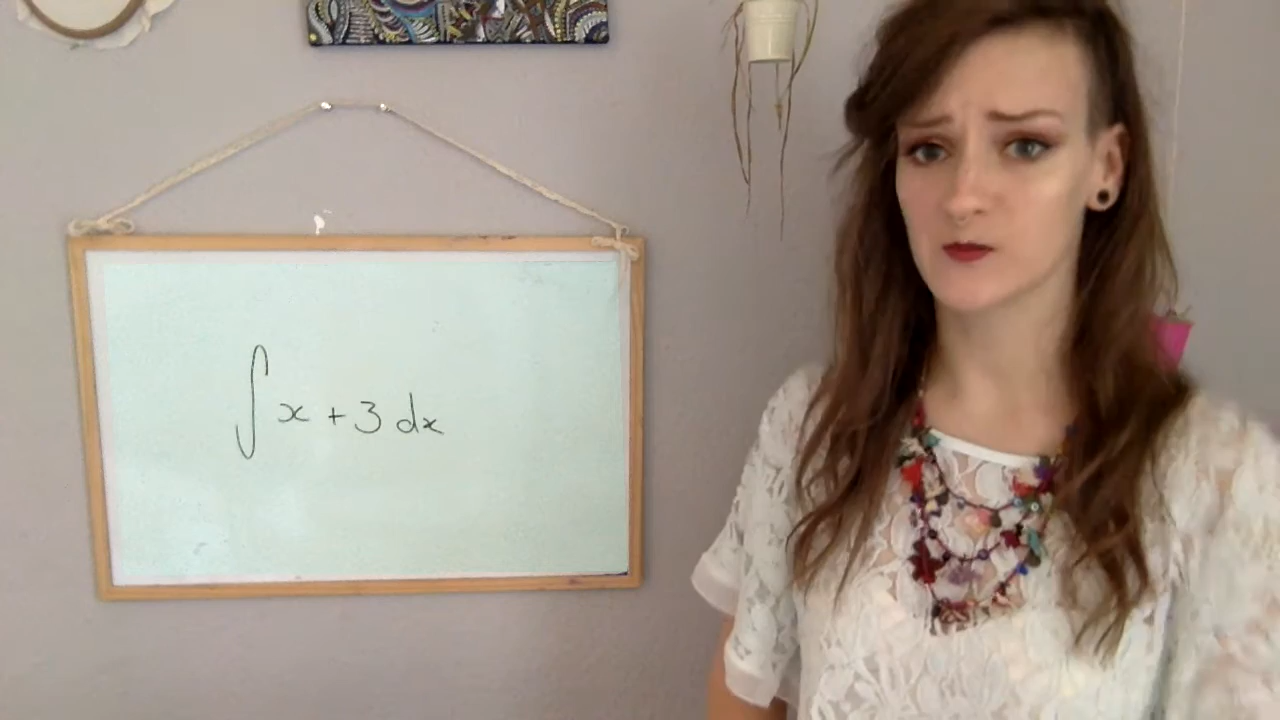 ∫ x + 3 dx